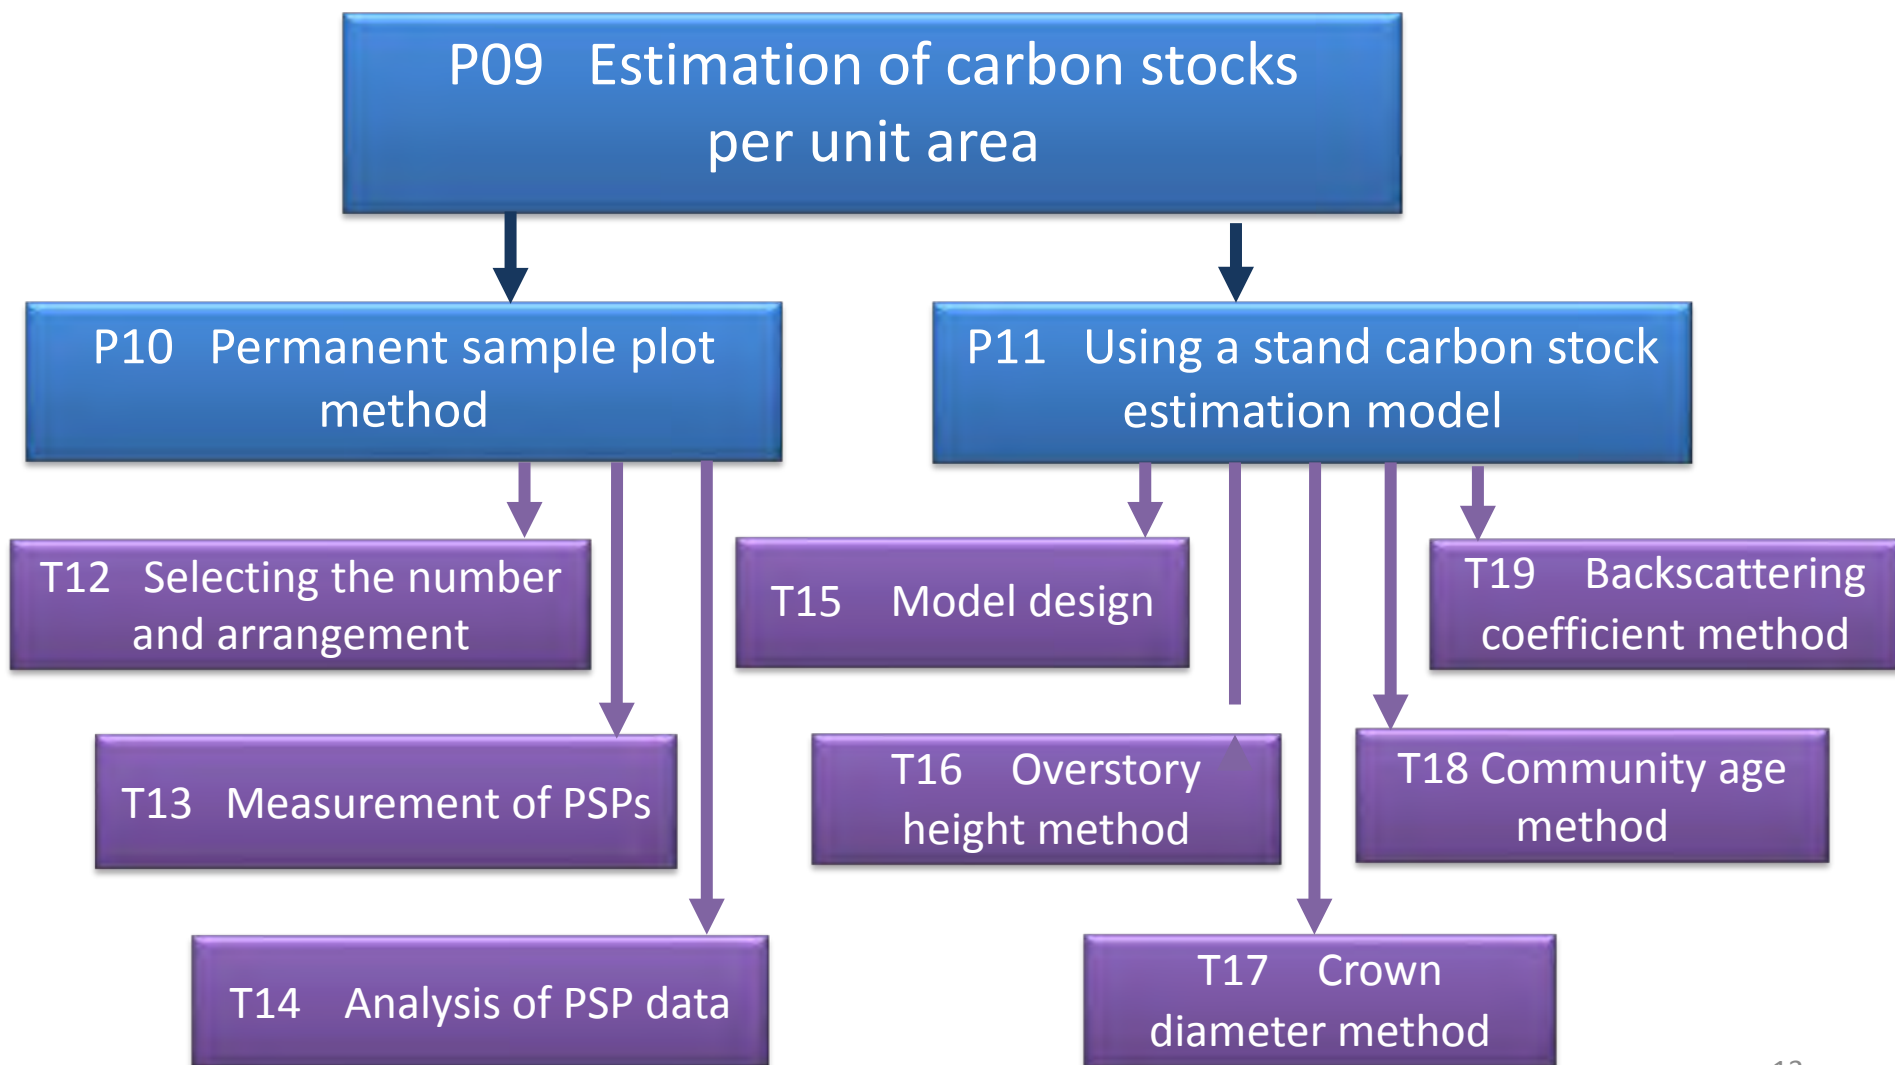 P09 Estimation of carbon stocks
per unit area
P10 Permanent sample plot
method
P11 Using a stand carbon stock
estimation model
T12 Selecting the number
and arrangement
T15 Model design
T19 Backscattering
coefficient method
T13 Measurement of PSPs
T16 Overstory
height method
T18 Community age
method
T14 Analysis of PSP data
T17 Crown
diameter method